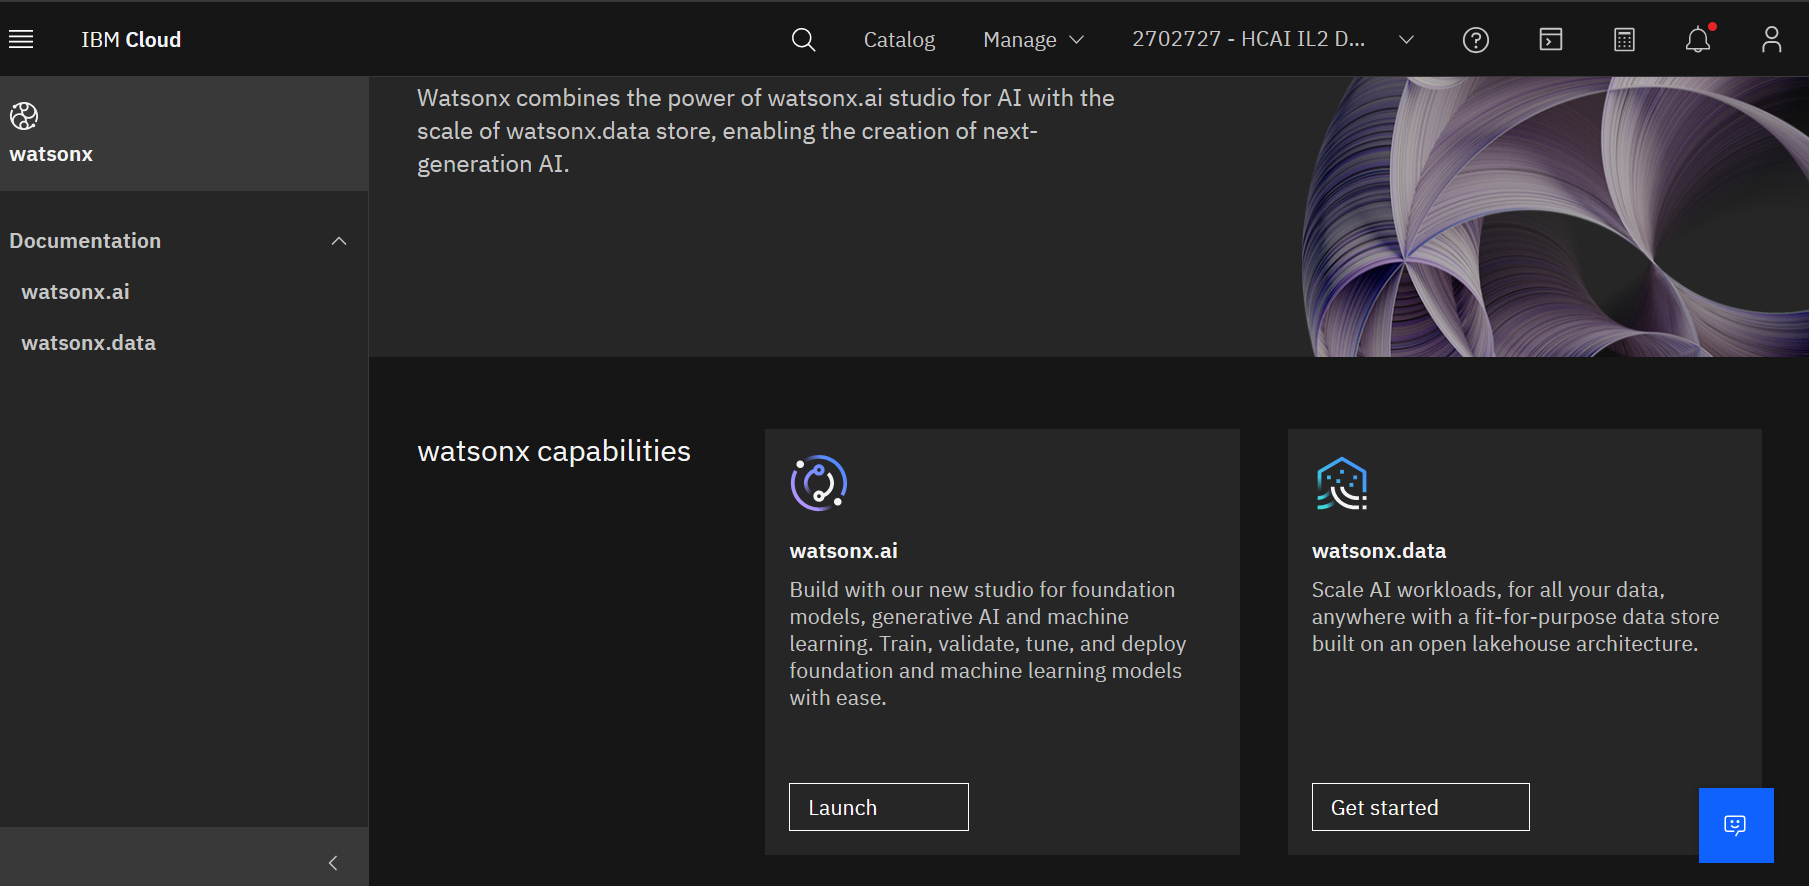 IBM Cloud
Catalog
Manage
2702727 - HCAI IL2 D...
watsonx
Documentation
watsonx.ai
watsonx.data
Watsonx combines the power of watsonx.ai studio for AI with the
scale of watsonx.data store, enabling the creation of next-
generation AI.
watsonx capabilities
watsonx.ai
Build with our new studio for foundation
models, generative AI and machine
learning. Train, validate, tune, and deploy
foundation and machine learning models
with ease.
Launch
watsonx.data
Scale AI workloads, for all your data,
anywhere with a fit-for-purpose data store
built on an open lakehouse architecture.
Get started